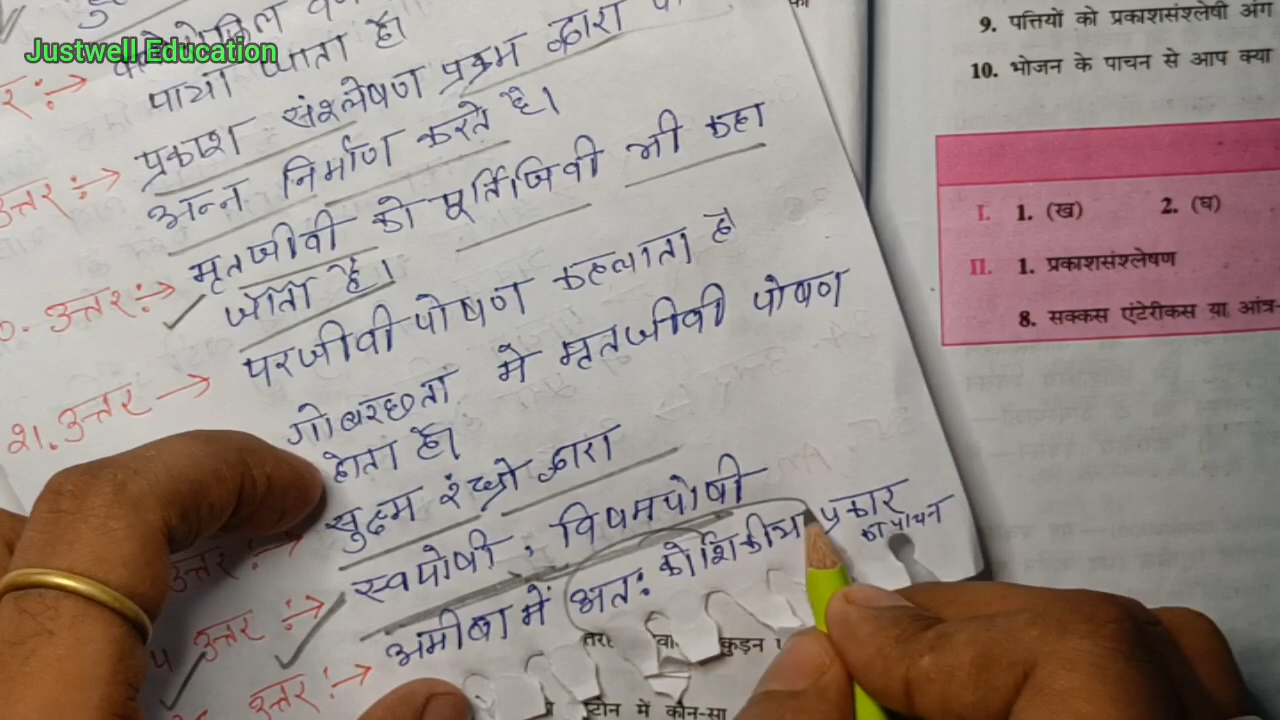 Justwell Education
पाया जाता है।
प्रकाश संश्लेषण प्रक्रम द्वारा
उत्तर :→ अन्न निर्माण करते है।
मृतजीवी को मूर्तिजिवी भी कहा
उत्तर :→ जाता है।
परजीवी पोषण कहलाता है
21. उत्तर → गोबरछता मे मृतजीवी पोषण
होता है।
उत्तर :→ सुक्ष्म रंध्रो द्वारा
उत्तर :→ स्वपोषी, विषमपोषी
उत्तर :→ अमीबा में अतः कोशिकीय प्रकार
का पाचन
कुड़न
में कौन-सा
9. पत्तियों को प्रकाशसंश्लेषी अंग
10. भोजन के पाचन से आप क्या
I. 1. (ख) 2. (घ)
II. 1. प्रकाशसंश्लेषण
8. सक्कस एंटेरीकस या आंत्र